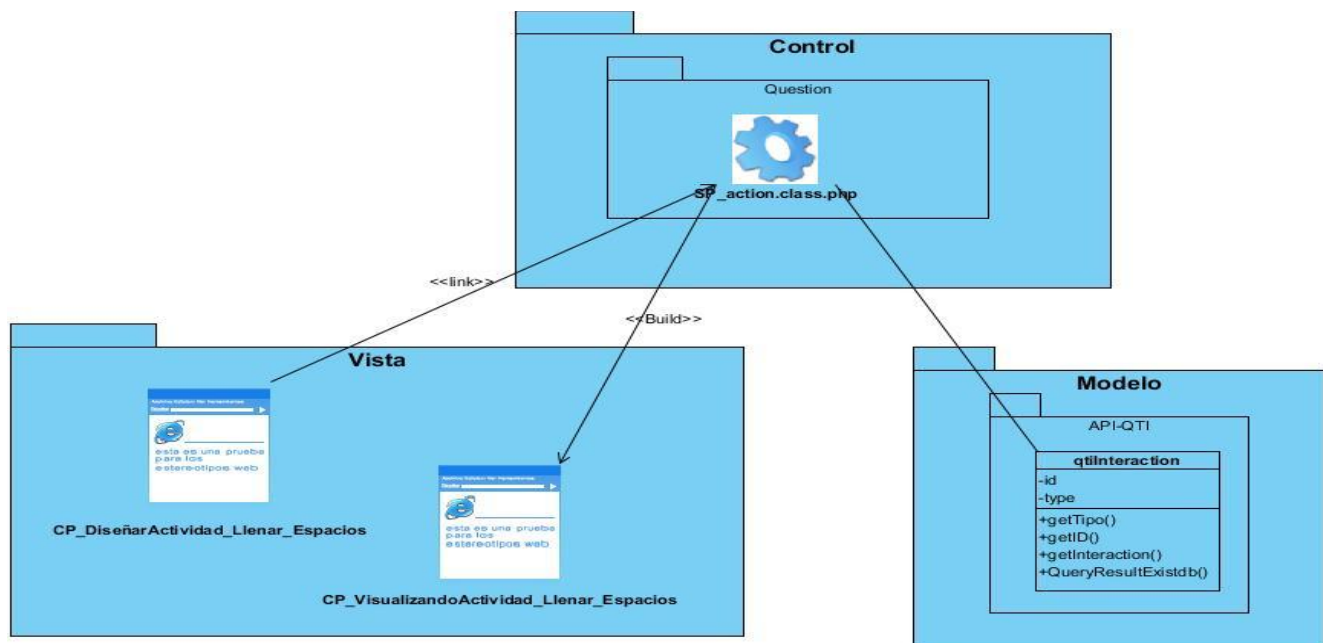 Control
Question
SP_action.class.php
<<link>>
<<Build>>
Vista
esta es una prueba
para los
estereotipos web
CP_DiseñarActividad_Llenar_Espacios
esta es una prueba
para los
estereotipos web
CP_VisualizandoActividad_Llenar_Espacios
Modelo
API-QTI
qtiInteraction
-id
-type
+getTipo()
+getID()
+getInteraction()
+QueryResultExistdb()